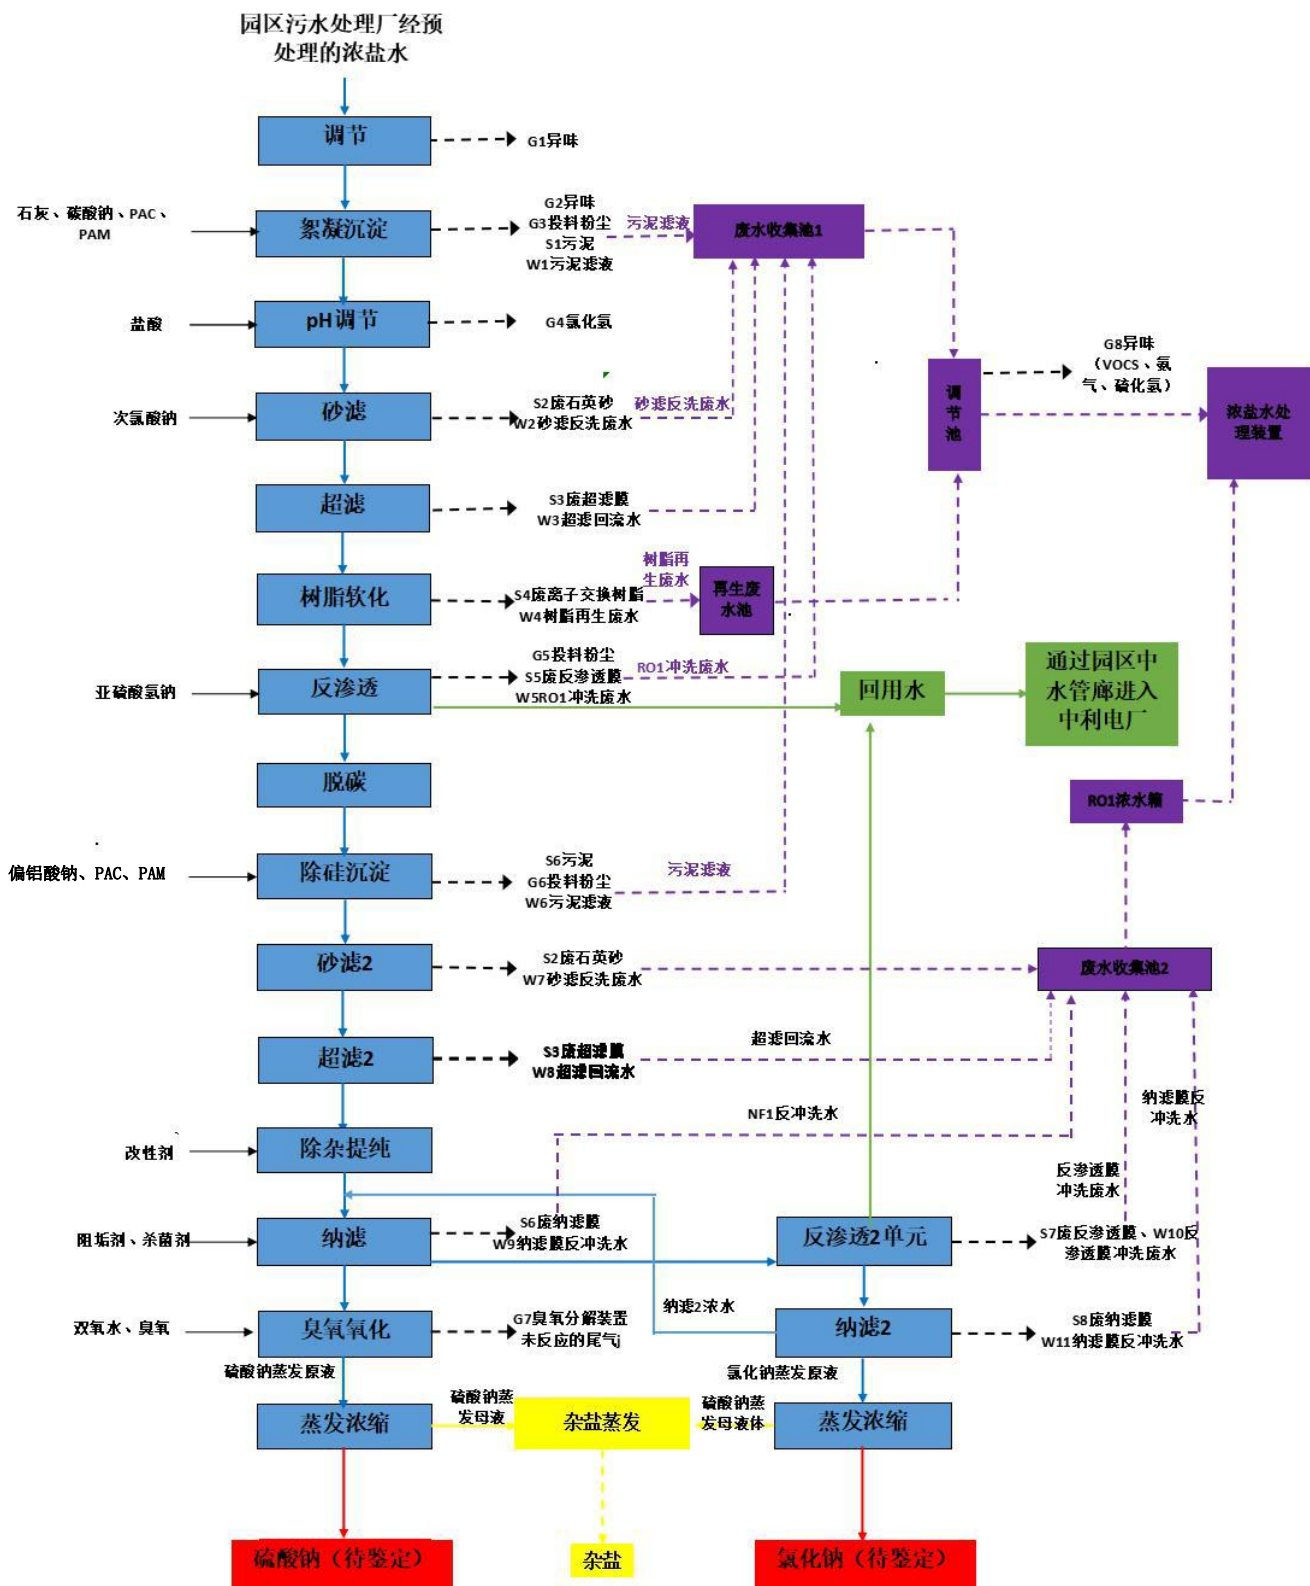 园区污水处理厂经预
处理的浓盐水
调节
G1异味
石灰、碳酸钠、PAC、
PAM
絮凝沉淀
G2异味
G3投料粉尘
S1污泥
W1污泥滤液
污泥滤液
废水收集池1
盐酸
pH调节
G4氯化氢
G8异味
（VOCS、氨
气、硫化氢）
调
节
池
浓盐水处
理装置
次氯酸钠
砂滤
S2废石英砂
W2砂滤反洗废水
砂滤反洗废水
超滤
S3废超滤膜
W3超滤回流水
树脂软化
S4废离子交换树脂
W4树脂再生废水
树脂再
生废水
再生废
水池
亚硫酸氢钠
反渗透
G5投料粉尘
S5废反渗透膜
W5RO1冲洗废水
RO1冲洗废水
回用水
通过园区中
水管廊进入
中利电厂
脱碳
RO1浓水箱
偏铝酸钠、PAC、PAM
除硅沉淀
S6污泥
G6投料粉尘
W6污泥滤液
污泥滤液
砂滤2
S2废石英砂
W7砂滤反洗废水
废水收集池2
超滤2
S3废超滤膜
W8超滤回流水
超滤回流水
NF1反冲洗水
纳滤膜反
冲洗水
改性剂
除杂提纯
反渗透膜
冲洗废水
阻垢剂、杀菌剂
纳滤
S6废纳滤膜
W9纳滤膜反冲洗水
反渗透2单元
S7废反渗透膜、W10反
渗透膜冲洗废水
双氧水、臭氧
臭氧氧化
G7臭氧分解装置
未反应的尾气j
纳滤2浓水
纳滤2
S8废纳滤膜
W11纳滤膜反冲洗水
硫酸钠蒸发原液
氯化钠蒸发原液
蒸发浓缩
硫酸钠蒸
发母液
杂盐蒸发
硫酸钠蒸
发母液体
蒸发浓缩
硫酸钠（待鉴定）
杂盐
氯化钠（待鉴定）